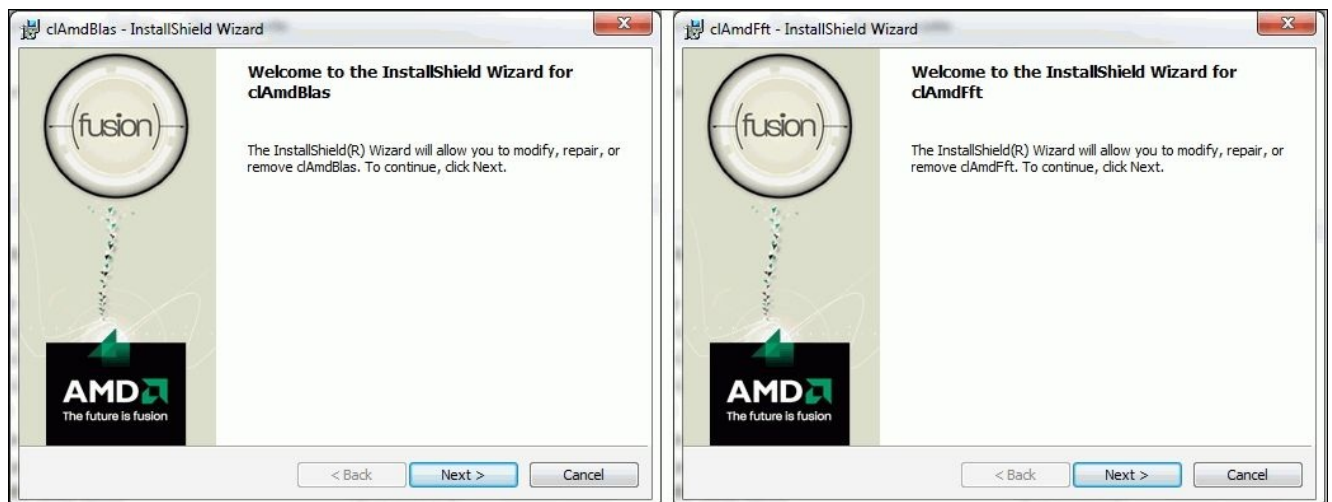 clAmdBlas - InstallShield Wizard
Welcome to the InstallShield Wizard for
clAmdBlas
The InstallShield(R) Wizard will allow you to modify, repair, or
remove clAmdBlas. To continue, click Next.
(fusion)
AMD
The future is fusion
< Back
Next >
Cancel
clAmdFft - InstallShield Wizard
Welcome to the InstallShield Wizard for
clAmdFft
The InstallShield(R) Wizard will allow you to modify, repair, or
remove clAmdFft. To continue, click Next.
(fusion)
AMD
The future is fusion
< Back
Next >
Cancel